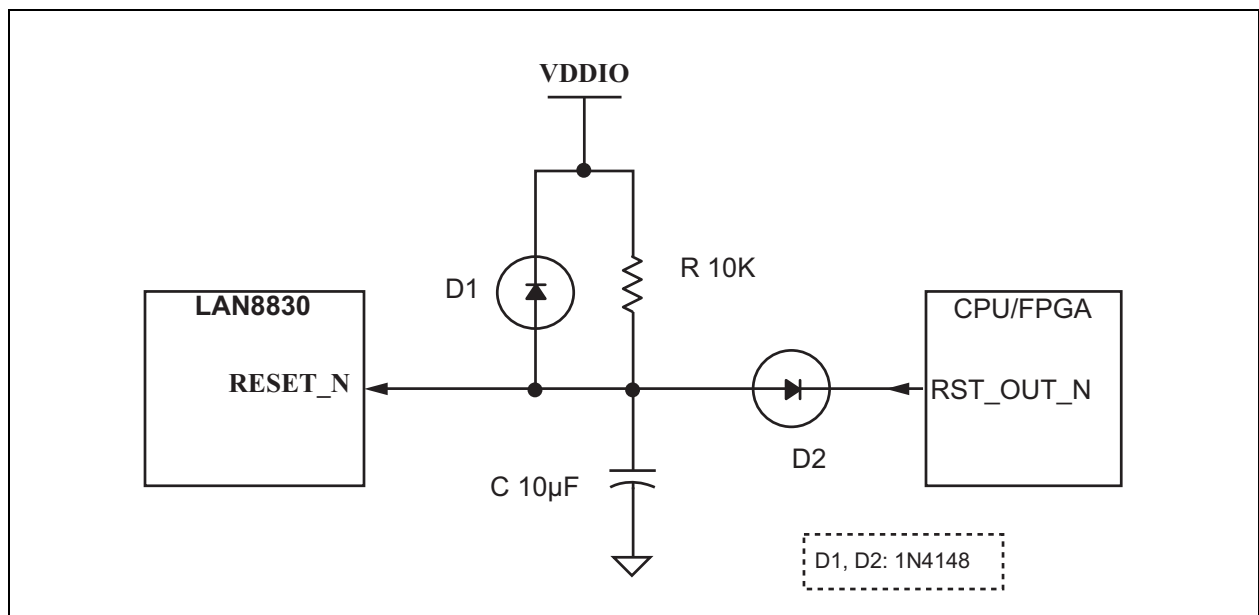 VDDIO
D1
R 10K
LAN8830
CPU/FPGA
RESET_N
RST_OUT_N
D2
C 10µF
D1, D2: 1N4148